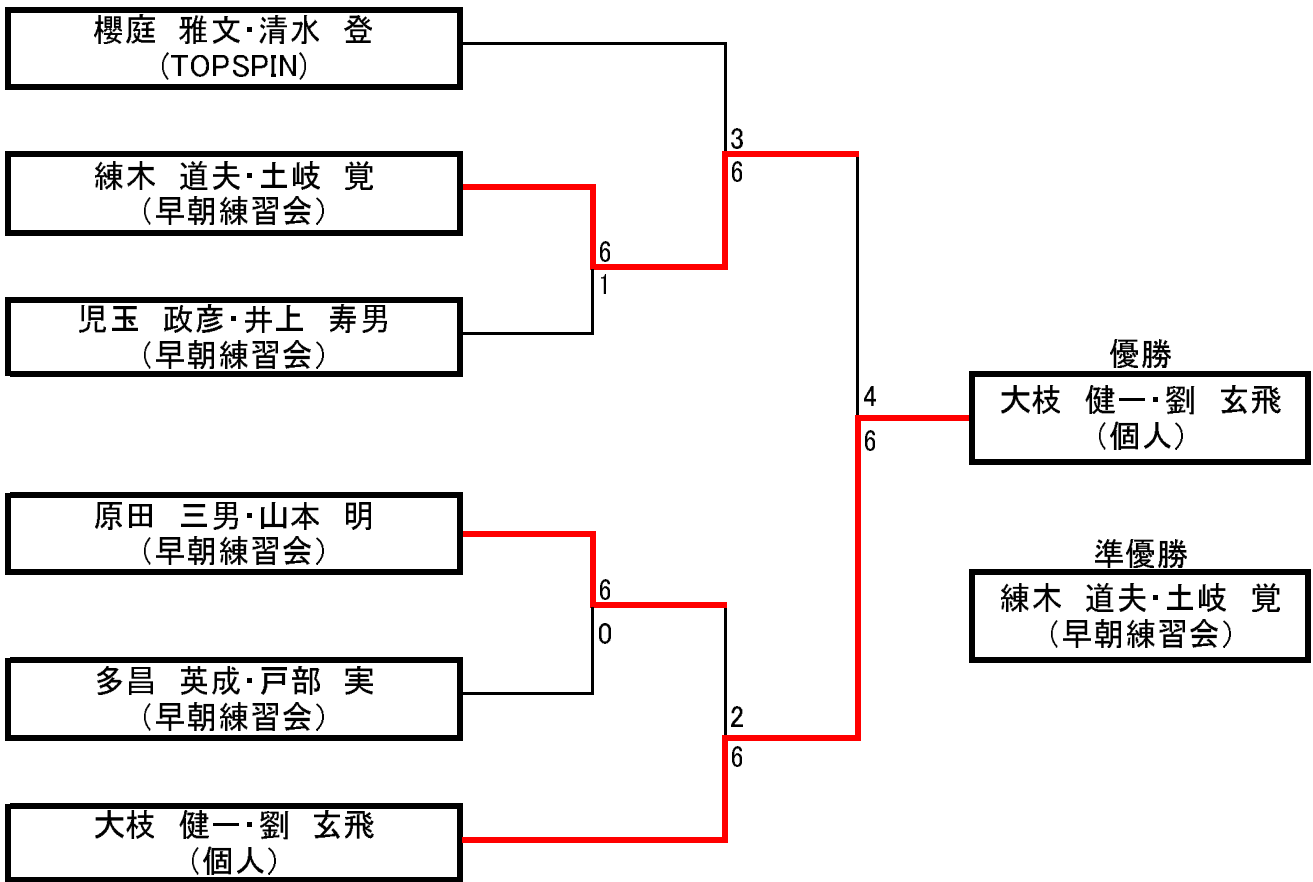 櫻庭　雅文・清水　登
(TOPSPIN)
3
練木　道夫・土岐　覚
(早朝練習会)
6
6
1
児玉　政彦・井上　寿男
(早朝練習会)
優勝
大枝　健一・劉　玄飛
(個人)
4
6
原田　三男・山本　明
(早朝練習会)
準優勝
練木　道夫・土岐　覚
(早朝練習会)
6
0
多昌　英成・戸部　実
(早朝練習会)
2
6
大枝　健一・劉　玄飛
(個人)